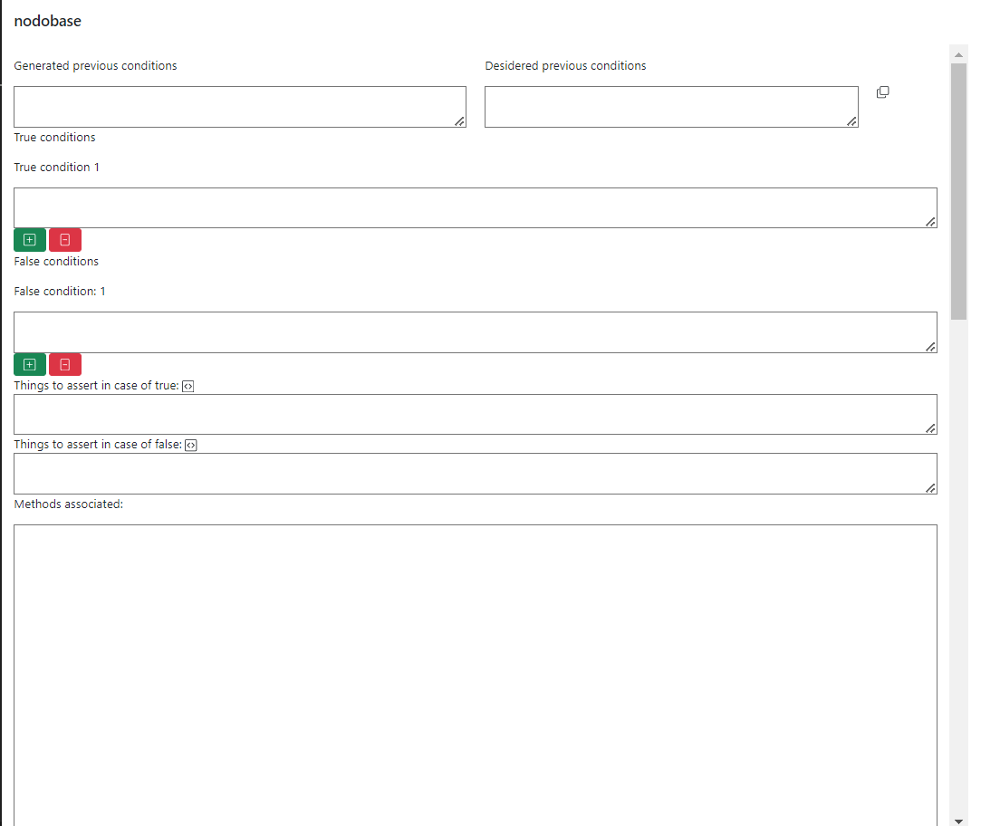 nodobase
Generated previous conditions
Desidered previous conditions
True conditions
True condition 1
False conditions
False condition: 1
Things to assert in case of true:
Things to assert in case of false:
Methods associated: